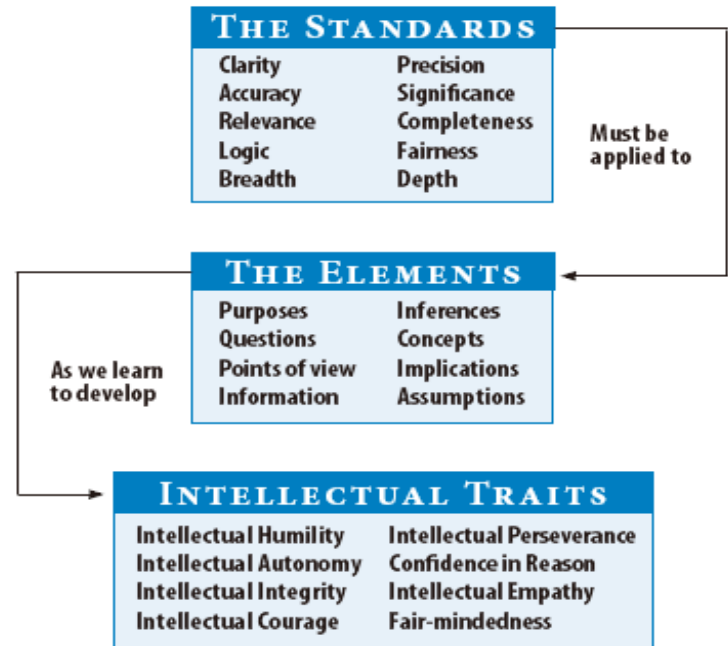 THE STANDARDS
Clarity Precision
Accuracy Significance
Relevance Completeness
Logic Fairness
Breadth Depth
Must be
applied to
THE ELEMENTS
Purposes Inferences
Questions Concepts
Points of view Implications
Information Assumptions
As we learn
to develop
INTELLECTUAL TRAITS
Intellectual Humility Intellectual Perseverance
Intellectual Autonomy Confidence in Reason
Intellectual Integrity Intellectual Empathy
Intellectual Courage Fair-mindedness